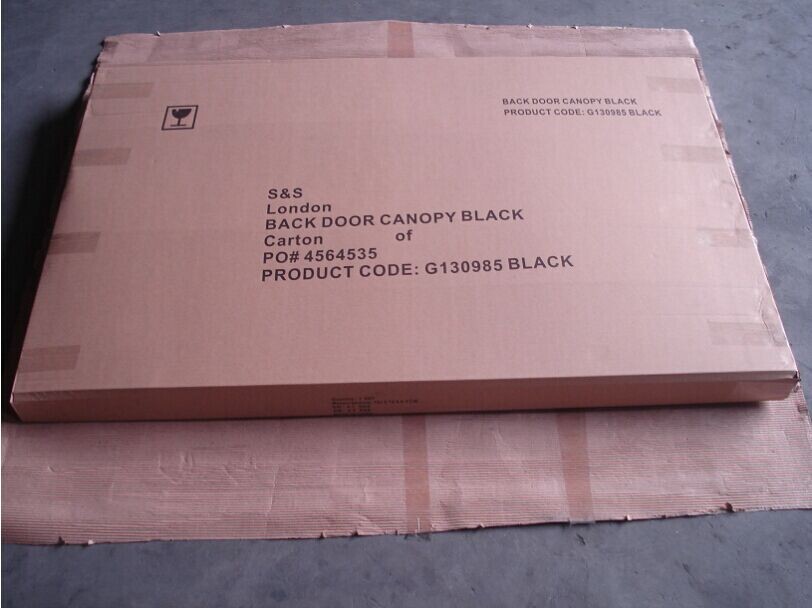 BACK DOOR CANOPY BLACK
PRODUCT CODE: G130985 BLACK
S&S
London
BACK DOOR CANOPY BLACK
Carton of
PO# 4564535
PRODUCT CODE: G130985 BLACK